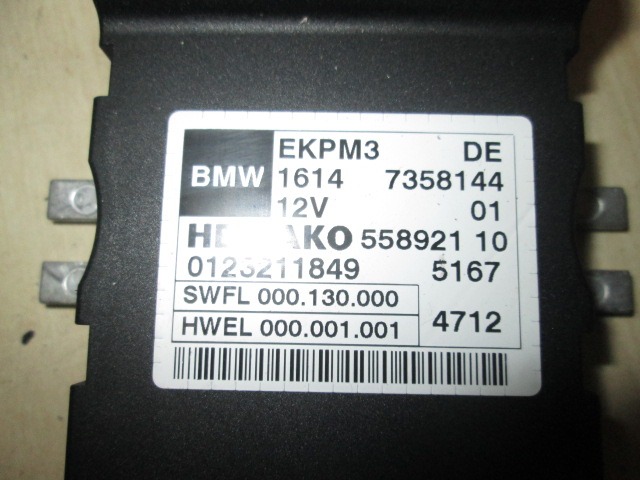 BMW
EKPM3 DE
1614 7358144
12V 01
AKO 558921 10
0123211849 5167
SWFL 000.130.000
HWEL 000.001.001
4712